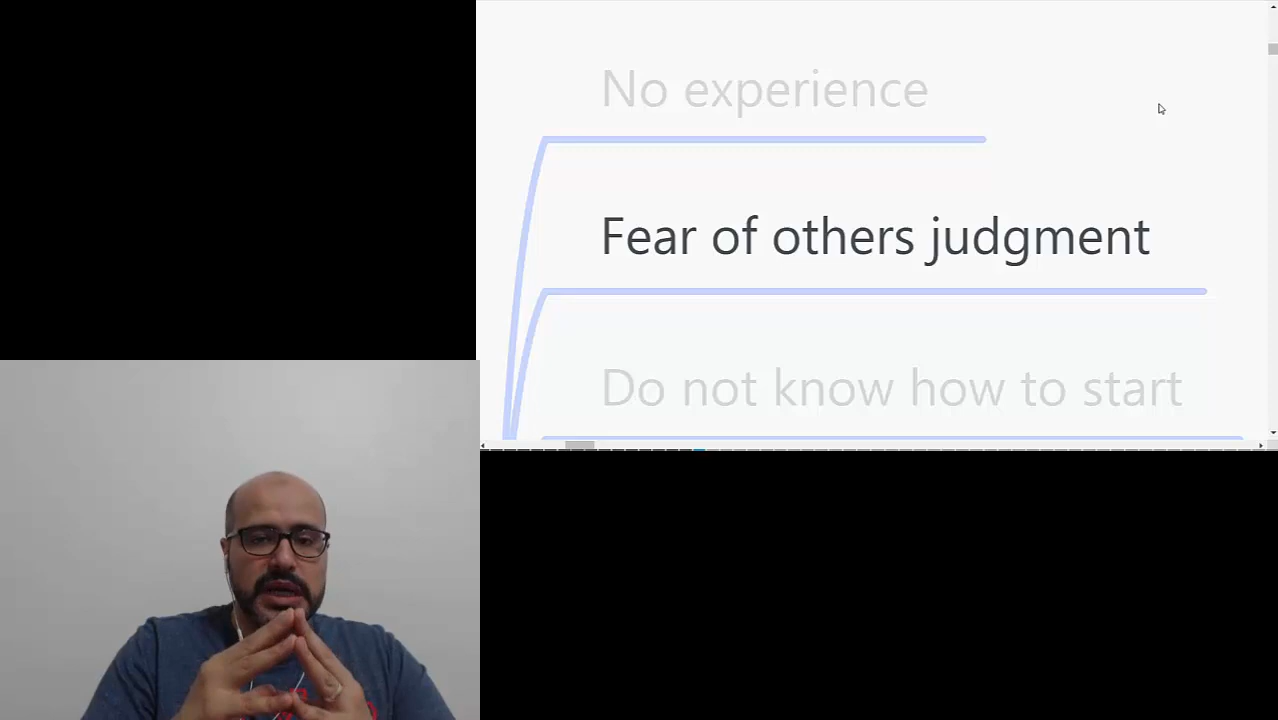 No experience
Fear of others judgment
Do not know how to start